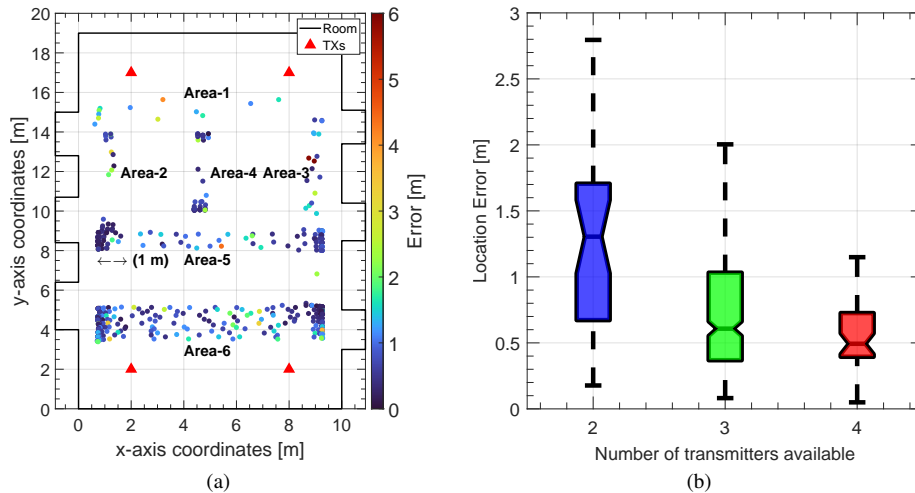 20
18
16
14
12
10
8
6
4
2
0
y-axis coordinates [m]
0 2 4 6 8 10
x-axis coordinates [m]
Room
TXs
Area-1
Area-2
Area-4
Area-3
Area-5
(1 m)
Area-6
6
5
4
3
2
1
0
Error [m]
(a)
3
2.5
2
1.5
1
0.5
0
Location Error [m]
2 3 4
Number of transmitters available
(b)